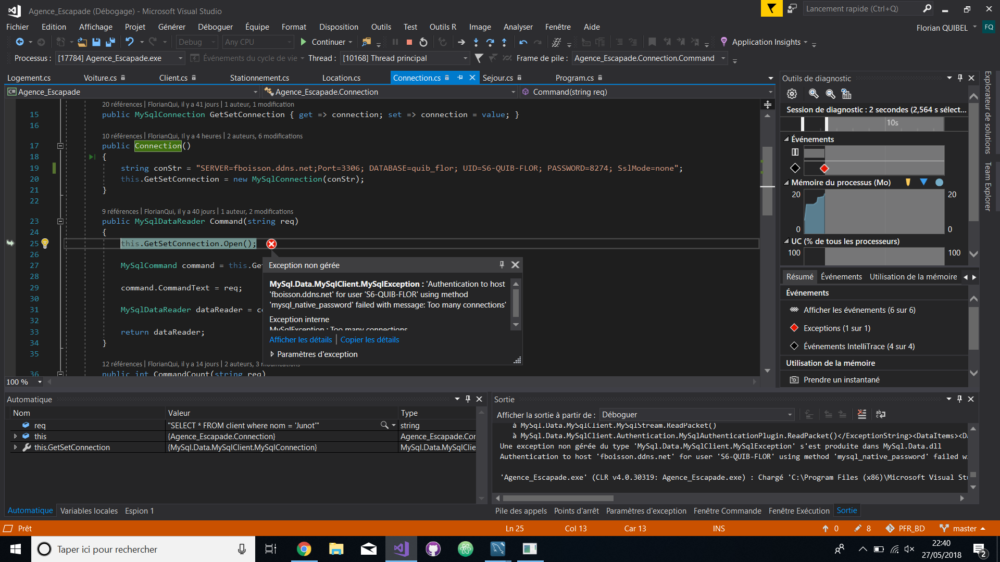 Agence_Escapade (Débogage) - Microsoft Visual Studio
Lancement rapide (Ctrl+Q)
Fichier Edition Affichage Projet Générer Déboguer Équipe Format Disposition Outils Test Outils R Image Analyser Fenêtre Aide
Florian QUIBEL FQ
Debug Any CPU Continuer Application Insights
Processus : [17784] Agence_Escapade.exe Événements du cycle de vie Thread : [10168] Thread principal Frame de pile : Agence_Escapade.Connection.Command
Logement.cs Voiture.cs Client.cs Stationnement.cs Location.cs Connection.cs Sejour.cs Program.cs
Agence_Escapade Agence_Escapade.Connection Command(string req)
20 références | FlorianQui, il y a 41 jours | 1 auteur, 1 modification
15 public MySqlConnection GetSetConnection { get => connection; set => connection = value; }
16
10 références | FlorianQui, Il y a 4 heures | 2 auteurs, 6 modifications
17 public Connection()
18 {
19 string conStr = "SERVER=fboisson.ddns.net;Port=3306; DATABASE=quib_flor; UID=S6-QUIB-FLOR; PASSWORD=8274; SslMode=none";
20 this.GetSetConnection = new MySqlConnection(conStr);
21 }
22
9 références | FlorianQui, il y a 40 jours | 1 auteur, 2 modifications
23 public MySqlDataReader Command(string req)
24 {
25 this.GetSetConnection.Open();
26
27 MySqlCommand command = this.Ge
28
29 command.CommandText = req;
30
31 MySqlDataReader dataReader = c
32
33 return dataReader;
34 }
35
12 références | FlorianQui, il y a 14 jours | 2 auteurs, 3
36 public int CommandCount(string req)
Exception non gérée
MySql.Data.MySqlClient.MySqlException : 'Authentication to host
'fboisson.ddns.net' for user 'S6-QUIB-FLOR' using method
'mysql_native_password' failed with message: Too many connections'
Exception interne
MySqlException : Too many connections
Afficher les détails | Copier les détails
Paramètres d'exception
100 %
Outils de diagnostic
Session de diagnostic : 2 secondes (2,564 s sélect...
10s
Événements
Mémoire du processus (Mo)
20 20
0 0
UC (% de tous les processeurs)
100 100
Résumé Événements Utilisation de la mémoire
Événements
Afficher les événements (6 sur 6)
Exceptions (1 sur 1)
Événements IntelliTrace (4 sur 4)
Utilisation de la mémoire
Prendre un instantané
Explorateur de solutions
Team Explorer
Automatique
Nom Valeur Type
req "SELECT * FROM client where nom = 'Junot'" string
this {Agence_Escapade.Connection} Agence_Escapade.Cor
this.GetSetConnection {MySql.Data.MySqlClient.MySqlConnection} MySql.Data.MySqlClie
Automatique Variables locales Espion 1
Sortie
Afficher la sortie à partir de : Déboguer
à MySql.Data.MySqlClient.MySqlStream.ReadPacket()
à MySql.Data.MySqlClient.Authentication.MySqlAuthenticationPlugin.ReadPacket()</ExceptionString><DataItems><D
Une exception non gérée du type 'MySql.Data.MySqlClient.MySqlException' s'est produite dans MySql.Data.dll
Authentication to host 'fboisson.ddns.net' for user 'S6-QUIB-FLOR' using method 'mysql_native_password' failed w
'Agence_Escapade.exe' (CLR v4.0.30319: Agence_Escapade.exe) : Chargé 'C:\Program Files (x86)\Microsoft Visual St
Pile des appels Points d'arrêt Paramètres d'exception Fenêtre Commande Fenêtre Exécution Sortie
Prêt Ln 25 Col 13 Car 13 INS 0 8 PFR_BD master
Taper ici pour rechercher
22:40
27/05/2018
2